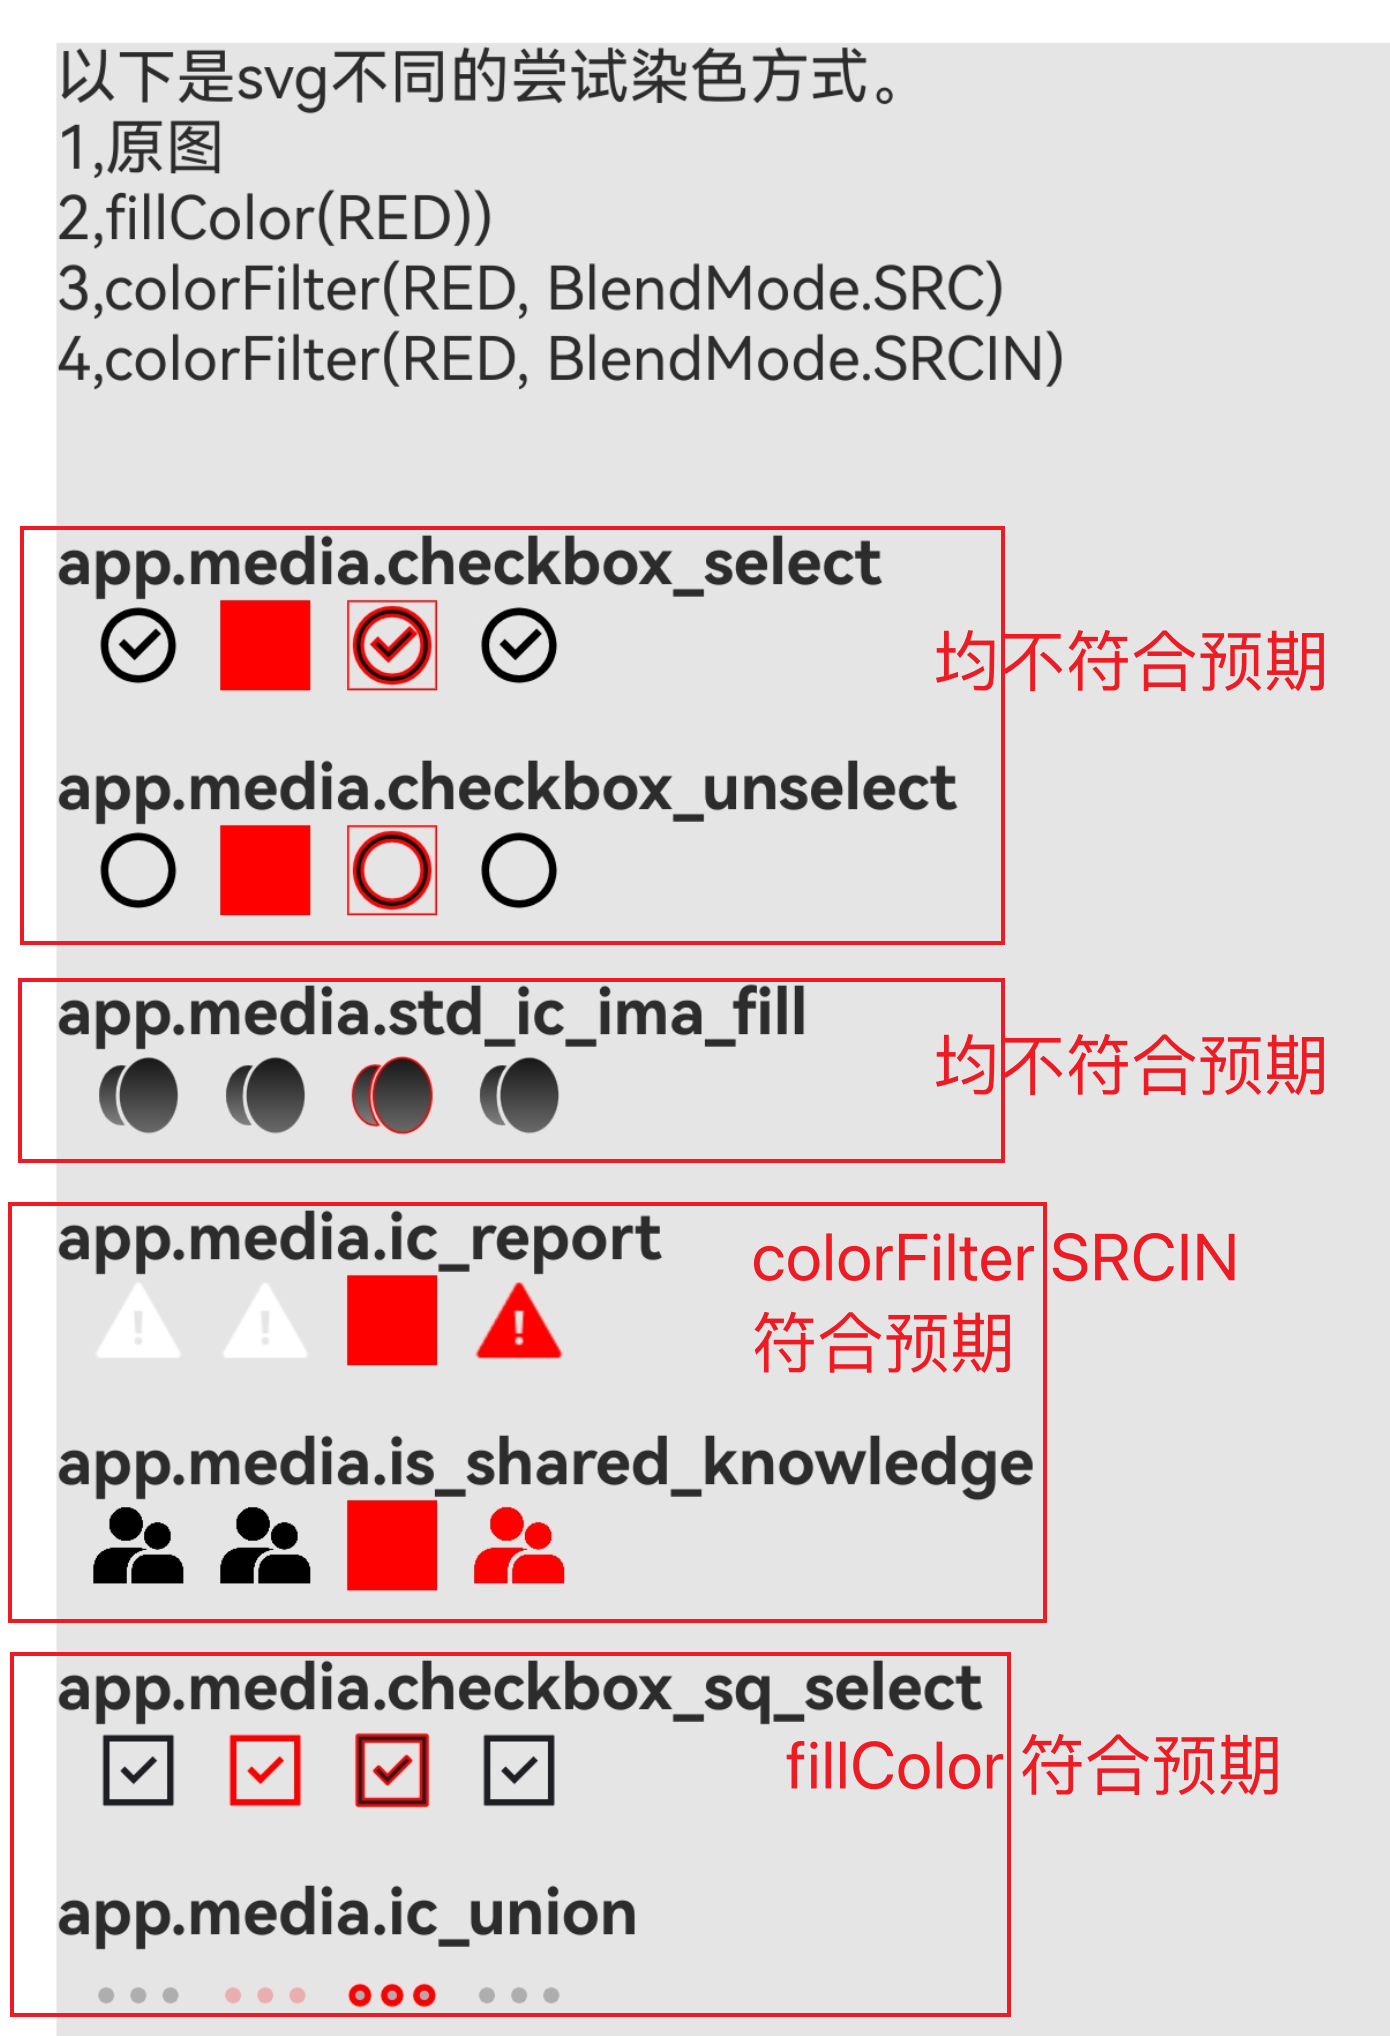 以下是svg不同的尝试染色方式。
1,原图
2,fillColor(RED))
3,colorFilter(RED, BlendMode.SRC)
4,colorFilter(RED, BlendMode.SRCIN)
app.media.checkbox_select
均不符合预期
app.media.checkbox_unselect
app.media.std_ic_ima_fill
均不符合预期
app.media.ic_report
colorFilter SRCIN
符合预期
app.media.is_shared_knowledge
app.media.checkbox_sq_select
fillColor 符合预期
app.media.ic_union